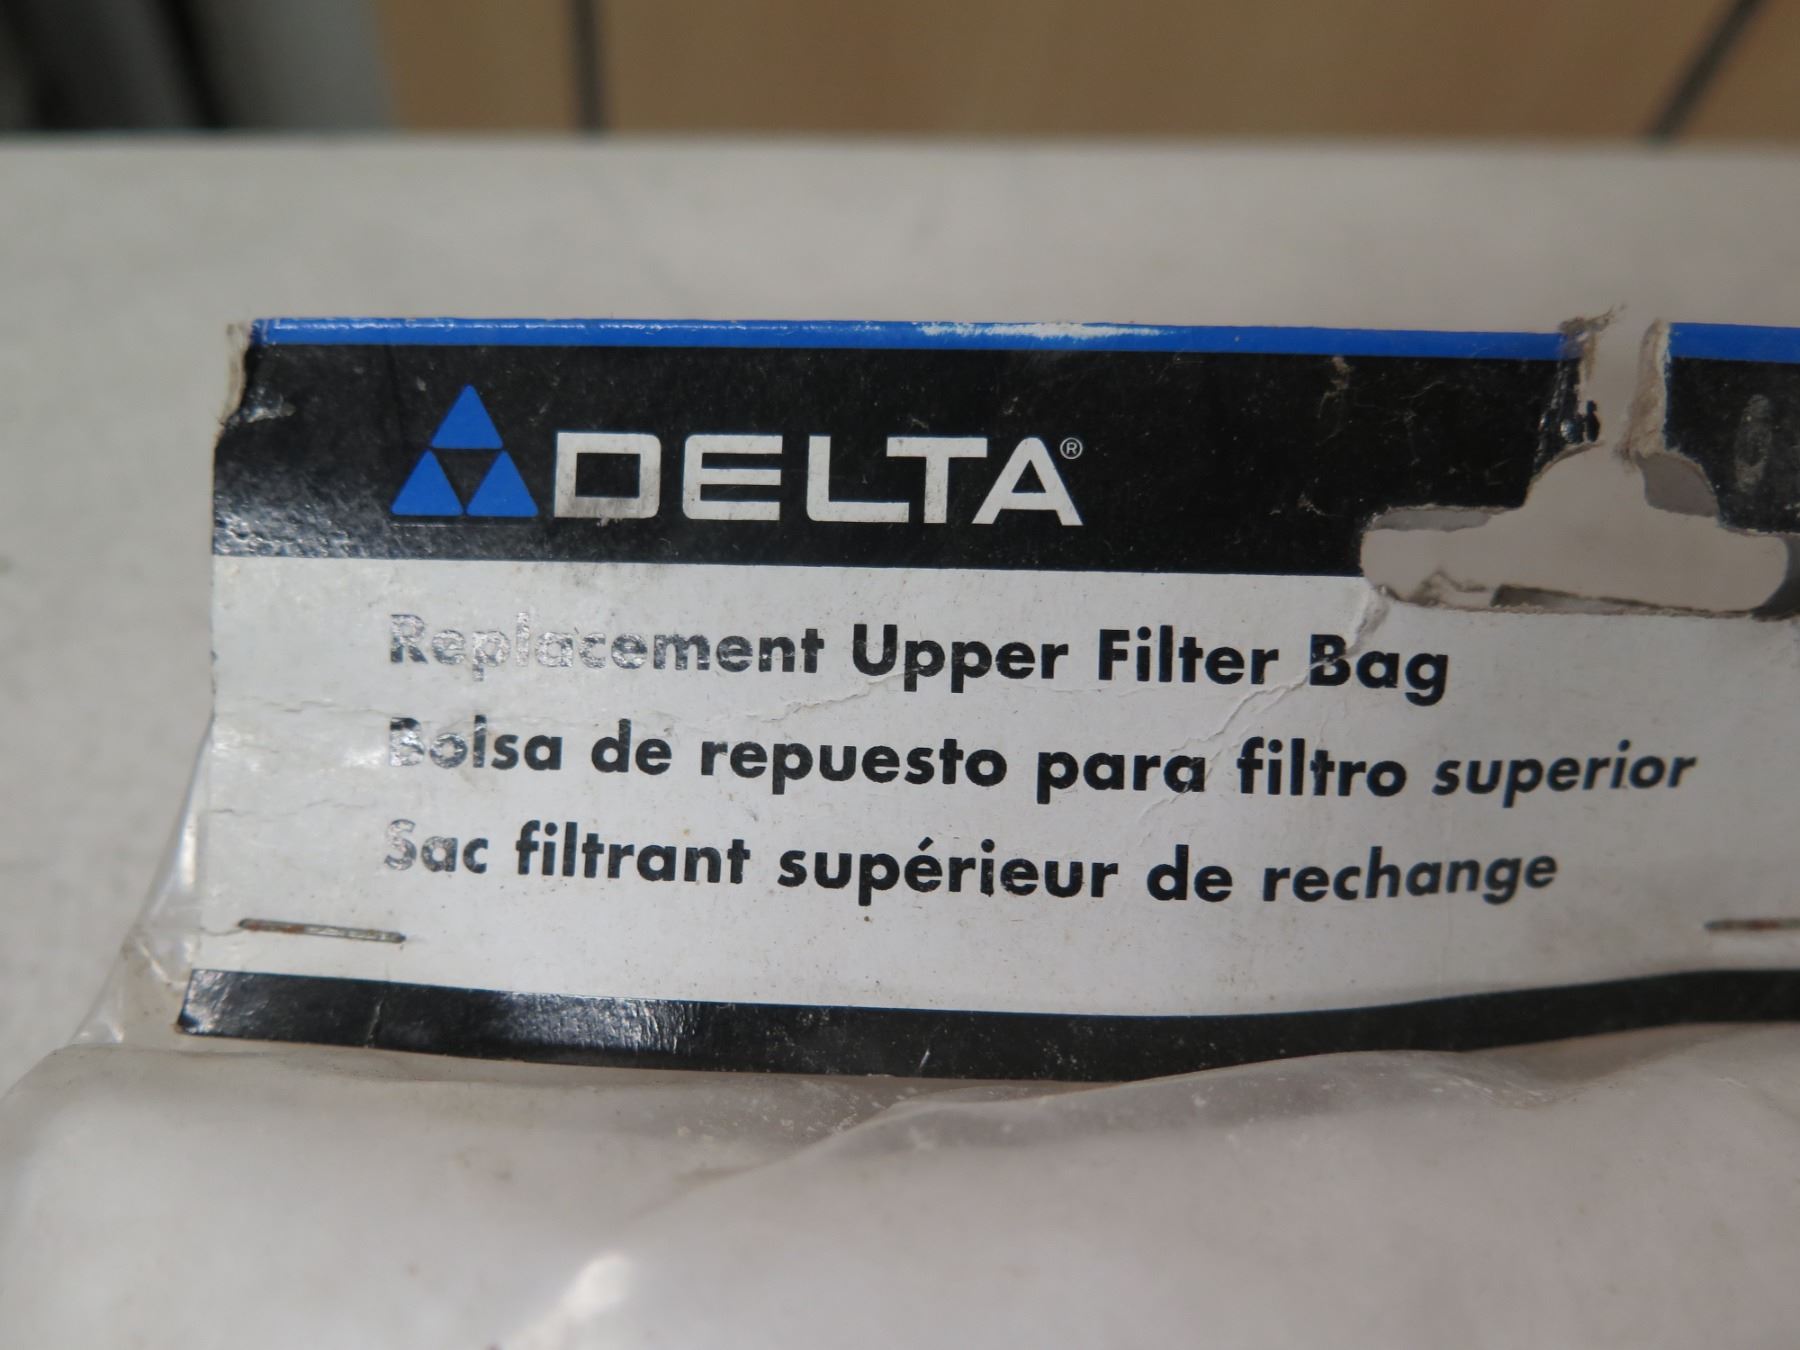 DELTA®
Replacement Upper Filter Bag
Bolsa de repuesto para filtro superior
Sac filtrant supérieur de rechange